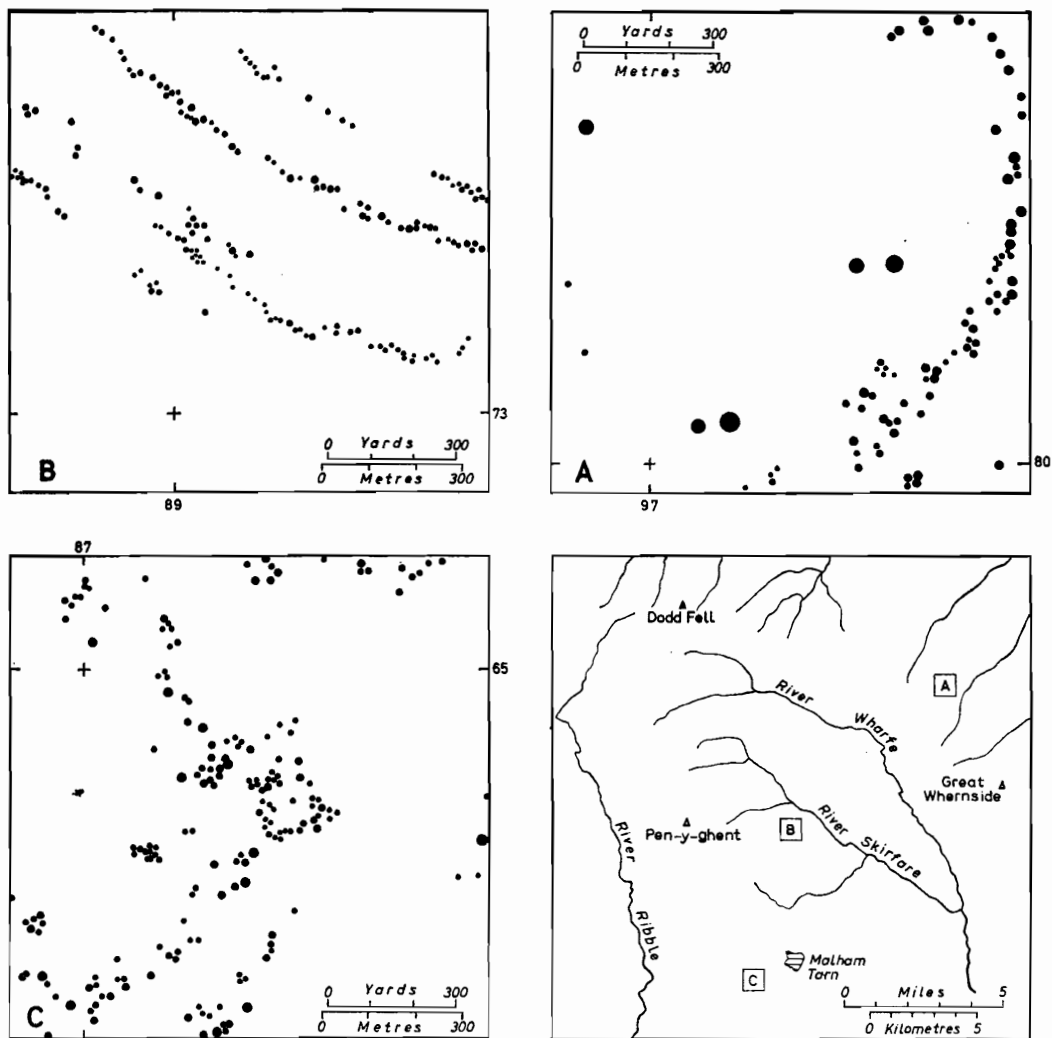 0 Yards 300
0 Metres 300
B
73
89
0 Yards 300
0 Metres 300
A
80
97
87
65
C
0 Yards 300
0 Metres 300
Dodd Fell
A
River Wharfe
Great
Whernside
Pen-y-ghent
B
River Skirfare
River Ribble
C
Malham
Tarn
0 Miles 5
0 Kilometres 5